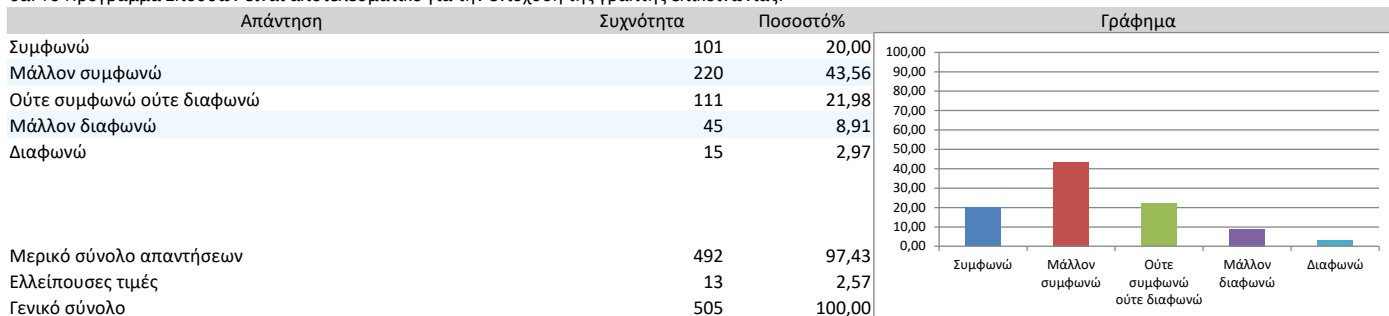 Απάντηση Συχνότητα Ποσοστό% Γράφημα
Συμφωνώ 101 20,00
Μάλλον συμφωνώ 220 43,56
Ούτε συμφωνώ ούτε διαφωνώ 111 21,98
Μάλλον διαφωνώ 45 8,91
Διαφωνώ 15 2,97
Μερικό σύνολο απαντήσεων 492 97,43
Ελλείπουσες τιμές 13 2,57
Γενικό σύνολο 505 100,00
100,00
90,00
80,00
70,00
60,00
50,00
40,00
30,00
20,00
10,00
0,00
Συμφωνώ
Μάλλον
συμφωνώ
Ούτε
συμφωνώ
ούτε διαφωνώ
Μάλλον
διαφωνώ
Διαφωνώ